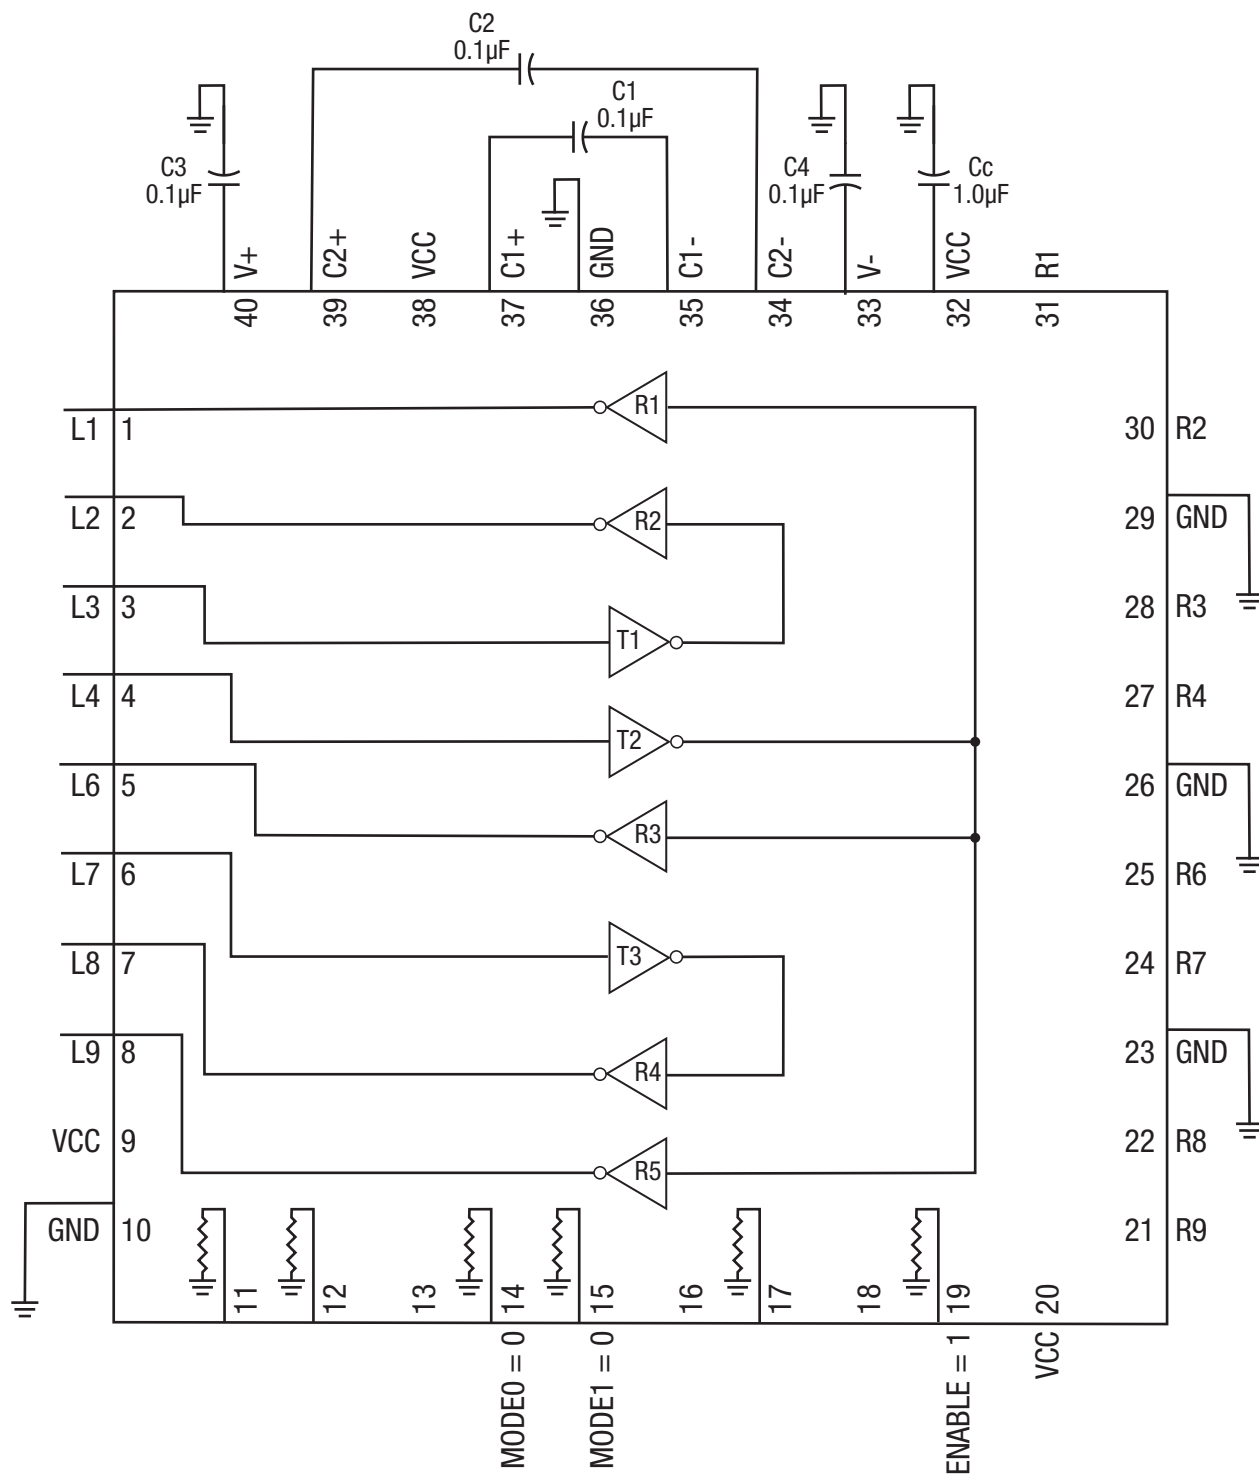 C2
0.1µF
C1
0.1µF
C3
0.1µF
C4
0.1µF
Cc
1.0µF
V+
C2+
VCC
C1+
GND
C1-
C2-
V-
VCC
R1
40
39
38
37
36
35
34
33
32
31
L1 1
R1
30 R2
L2 2
R2
29 GND
L3 3
T1
28 R3
L4 4
T2
27 R4
L6 5
R3
26 GND
L7 6
T3
25 R6
L8 7
R4
24 R7
L9 8
23 GND
VCC 9
R5
22 R8
GND 10
21 R9
11
12
13
14
15
16
17
18
19
20
MODE0 = 0
MODE1 = 0
ENABLE = 1
VCC